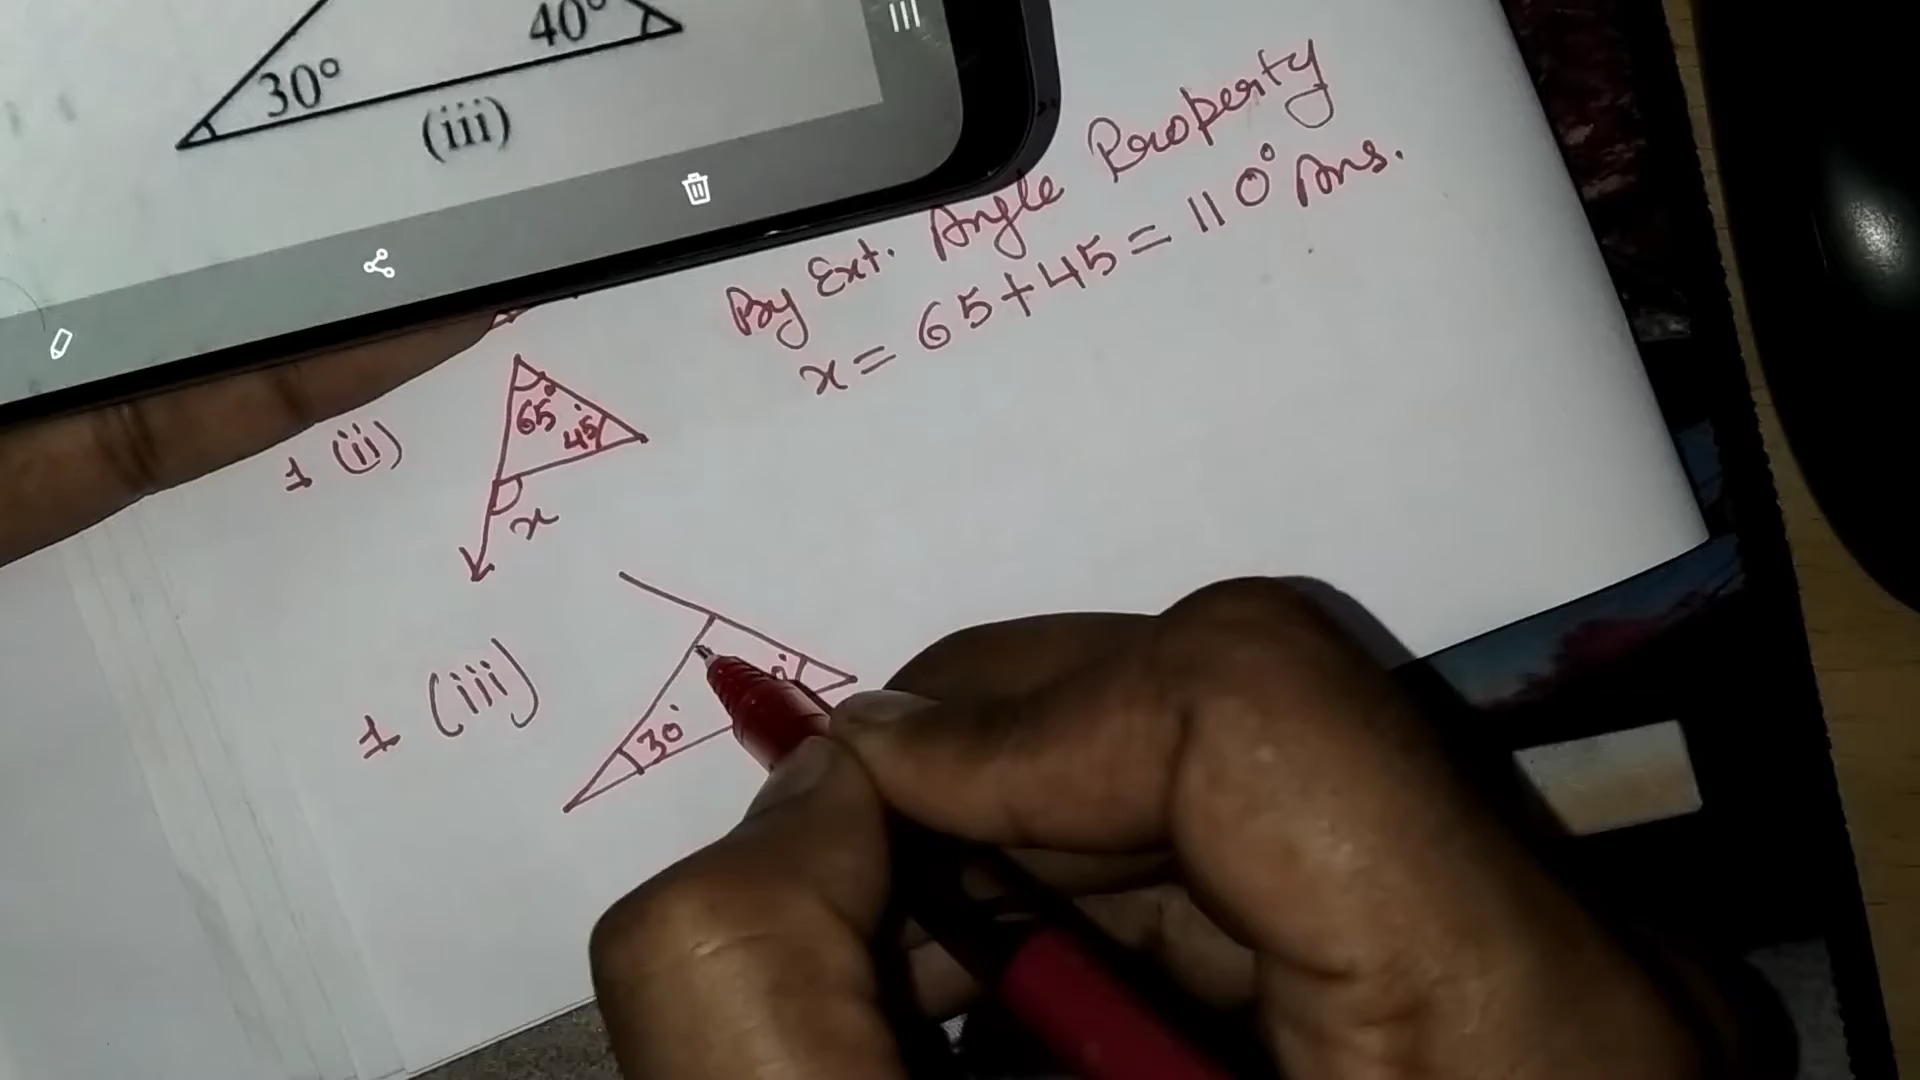 40°
30°
(iii)
By Ext. Angle Property
x = 65+45 = 110° Ans.
1 (ii)
65°
45°
x
1 (iii)
30°